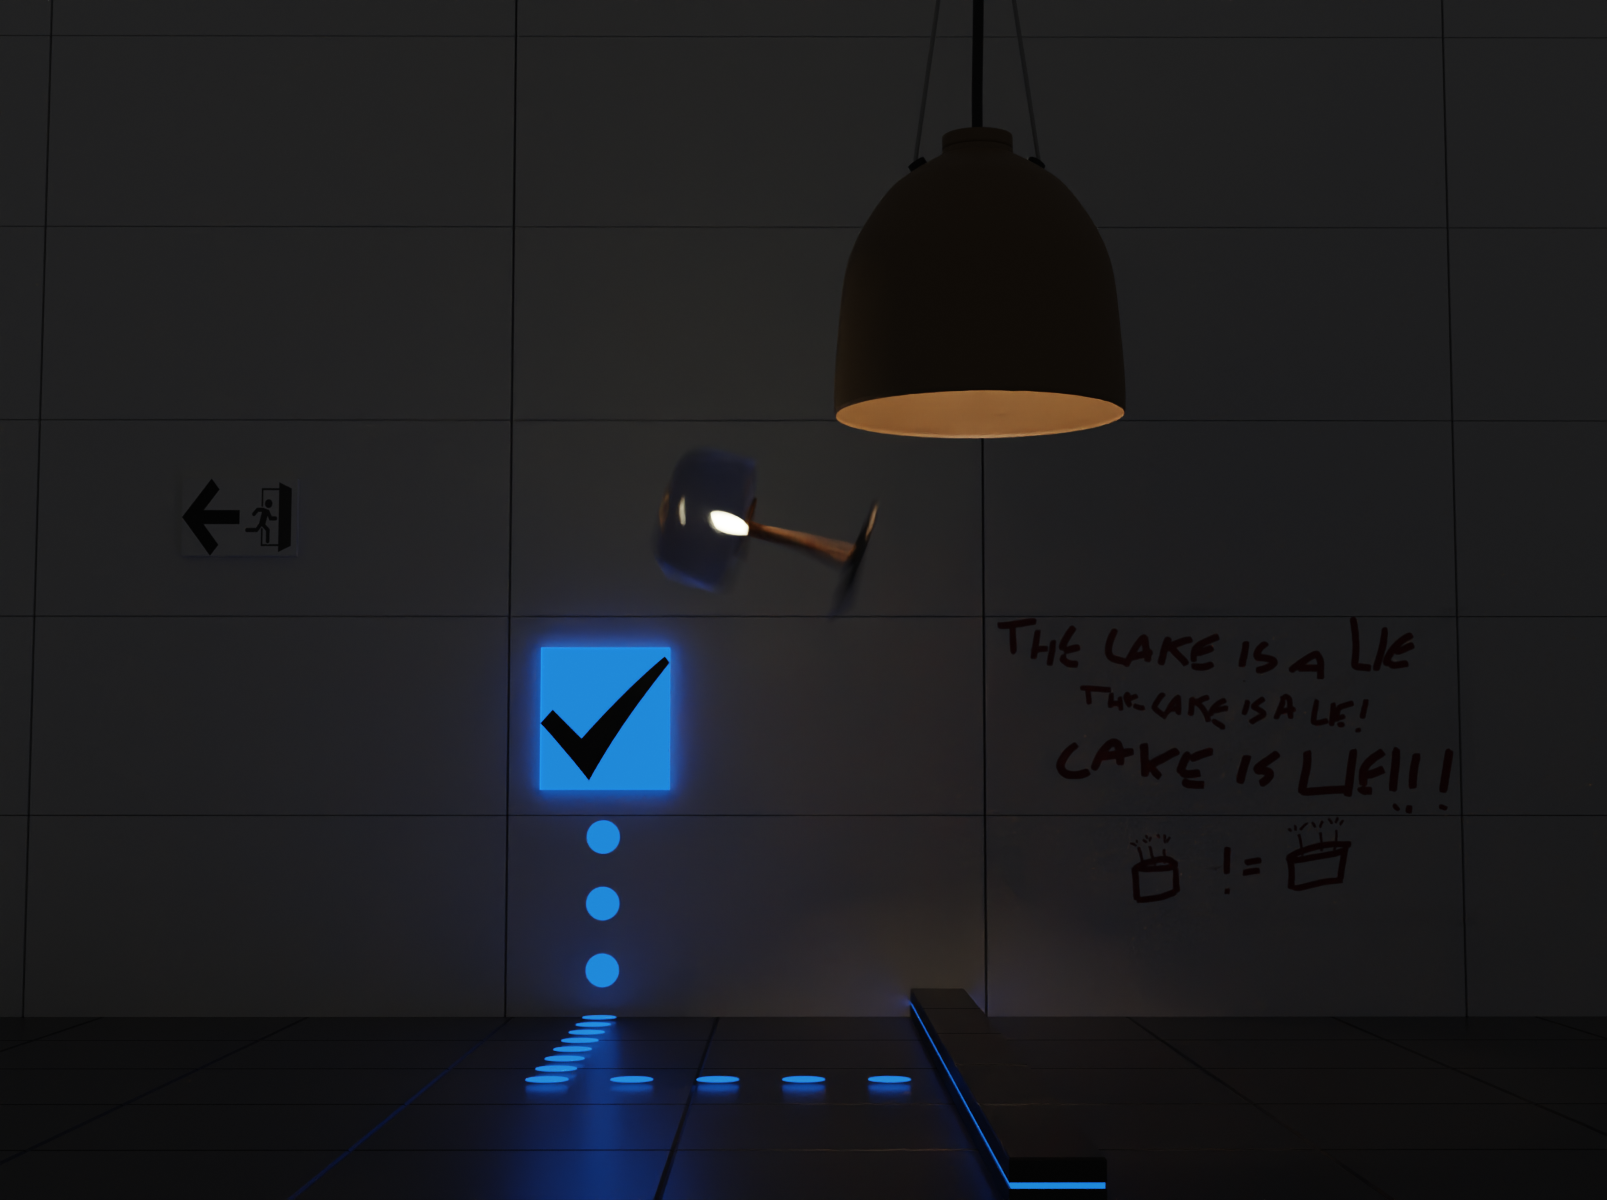 THE CAKE IS A LIE
THE CAKE IS A LIE!
CAKE IS LIE!!!
!=